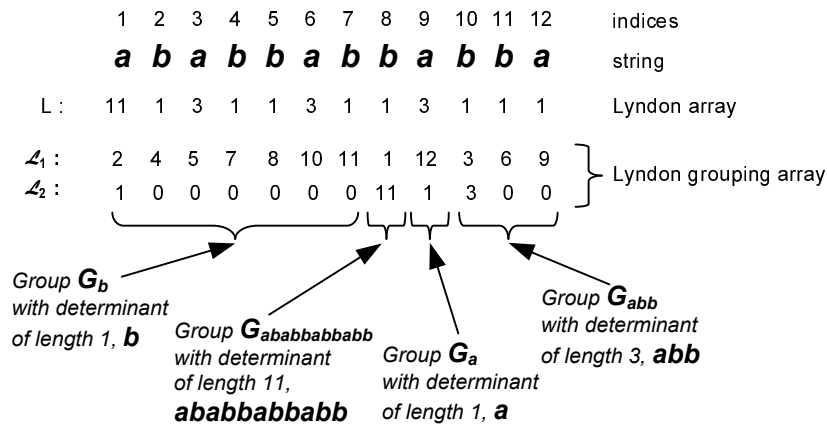 1 2 3 4 5 6 7 8 9 10 11 12 indices
a b a b b a b b a b b a string
L : 11 1 3 1 1 3 1 1 3 1 1 1 Lyndon array
ℒ1 : 2 4 5 7 8 10 11 1 12 3 6 9
Lyndon grouping array
ℒ2 : 1 0 0 0 0 0 0 11 1 3 0 0
Group Gb
with determinant
of length 1, b
Group Gababbabbabb
with determinant
of length 11,
ababbabbabb
Group Ga
with determinant
of length 1, a
Group Gabb
with determinant
of length 3, abb